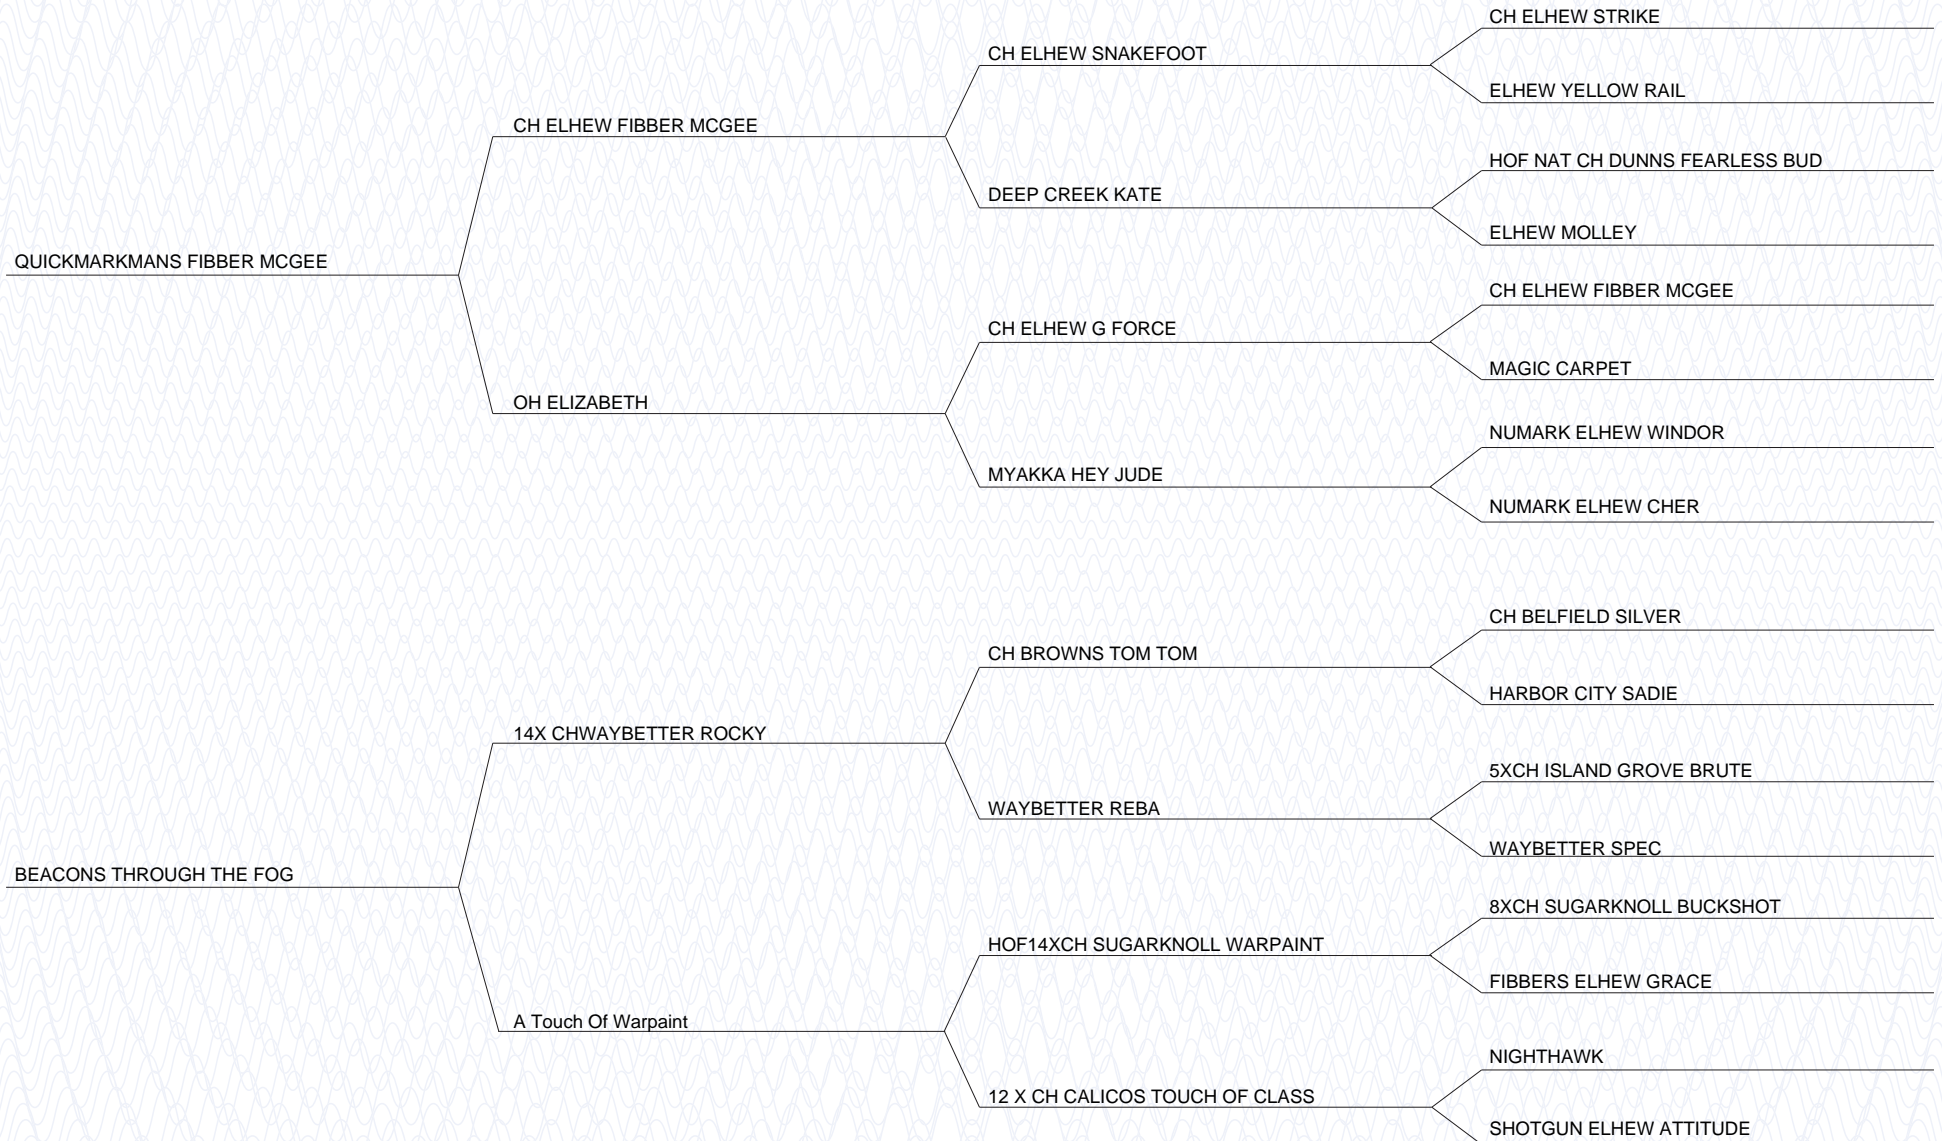 CH ELHEW STRIKE
CH ELHEW SNAKEFOOT
ELHEW YELLOW RAIL
CH ELHEW FIBBER MCGEE
HOF NAT CH DUNNS FEARLESS BUD
DEEP CREEK KATE
ELHEW MOLLEY
QUICKMARKMANS FIBBER MCGEE
CH ELHEW FIBBER MCGEE
CH ELHEW G FORCE
MAGIC CARPET
OH ELIZABETH
NUMARK ELHEW WINDOR
MYAKKA HEY JUDE
NUMARK ELHEW CHER
CH BELFIELD SILVER
CH BROWNS TOM TOM
HARBOR CITY SADIE
14X CHWAYBETTER ROCKY
5XCH ISLAND GROVE BRUTE
WAYBETTER REBA
WAYBETTER SPEC
BEACONS THROUGH THE FOG
8XCH SUGARKNOLL BUCKSHOT
HOF14XCH SUGARKNOLL WARPAINT
FIBBERS ELHEW GRACE
A Touch Of Warpaint
NIGHTHAWK
12 X CH CALICOS TOUCH OF CLASS
SHOTGUN ELHEW ATTITUDE